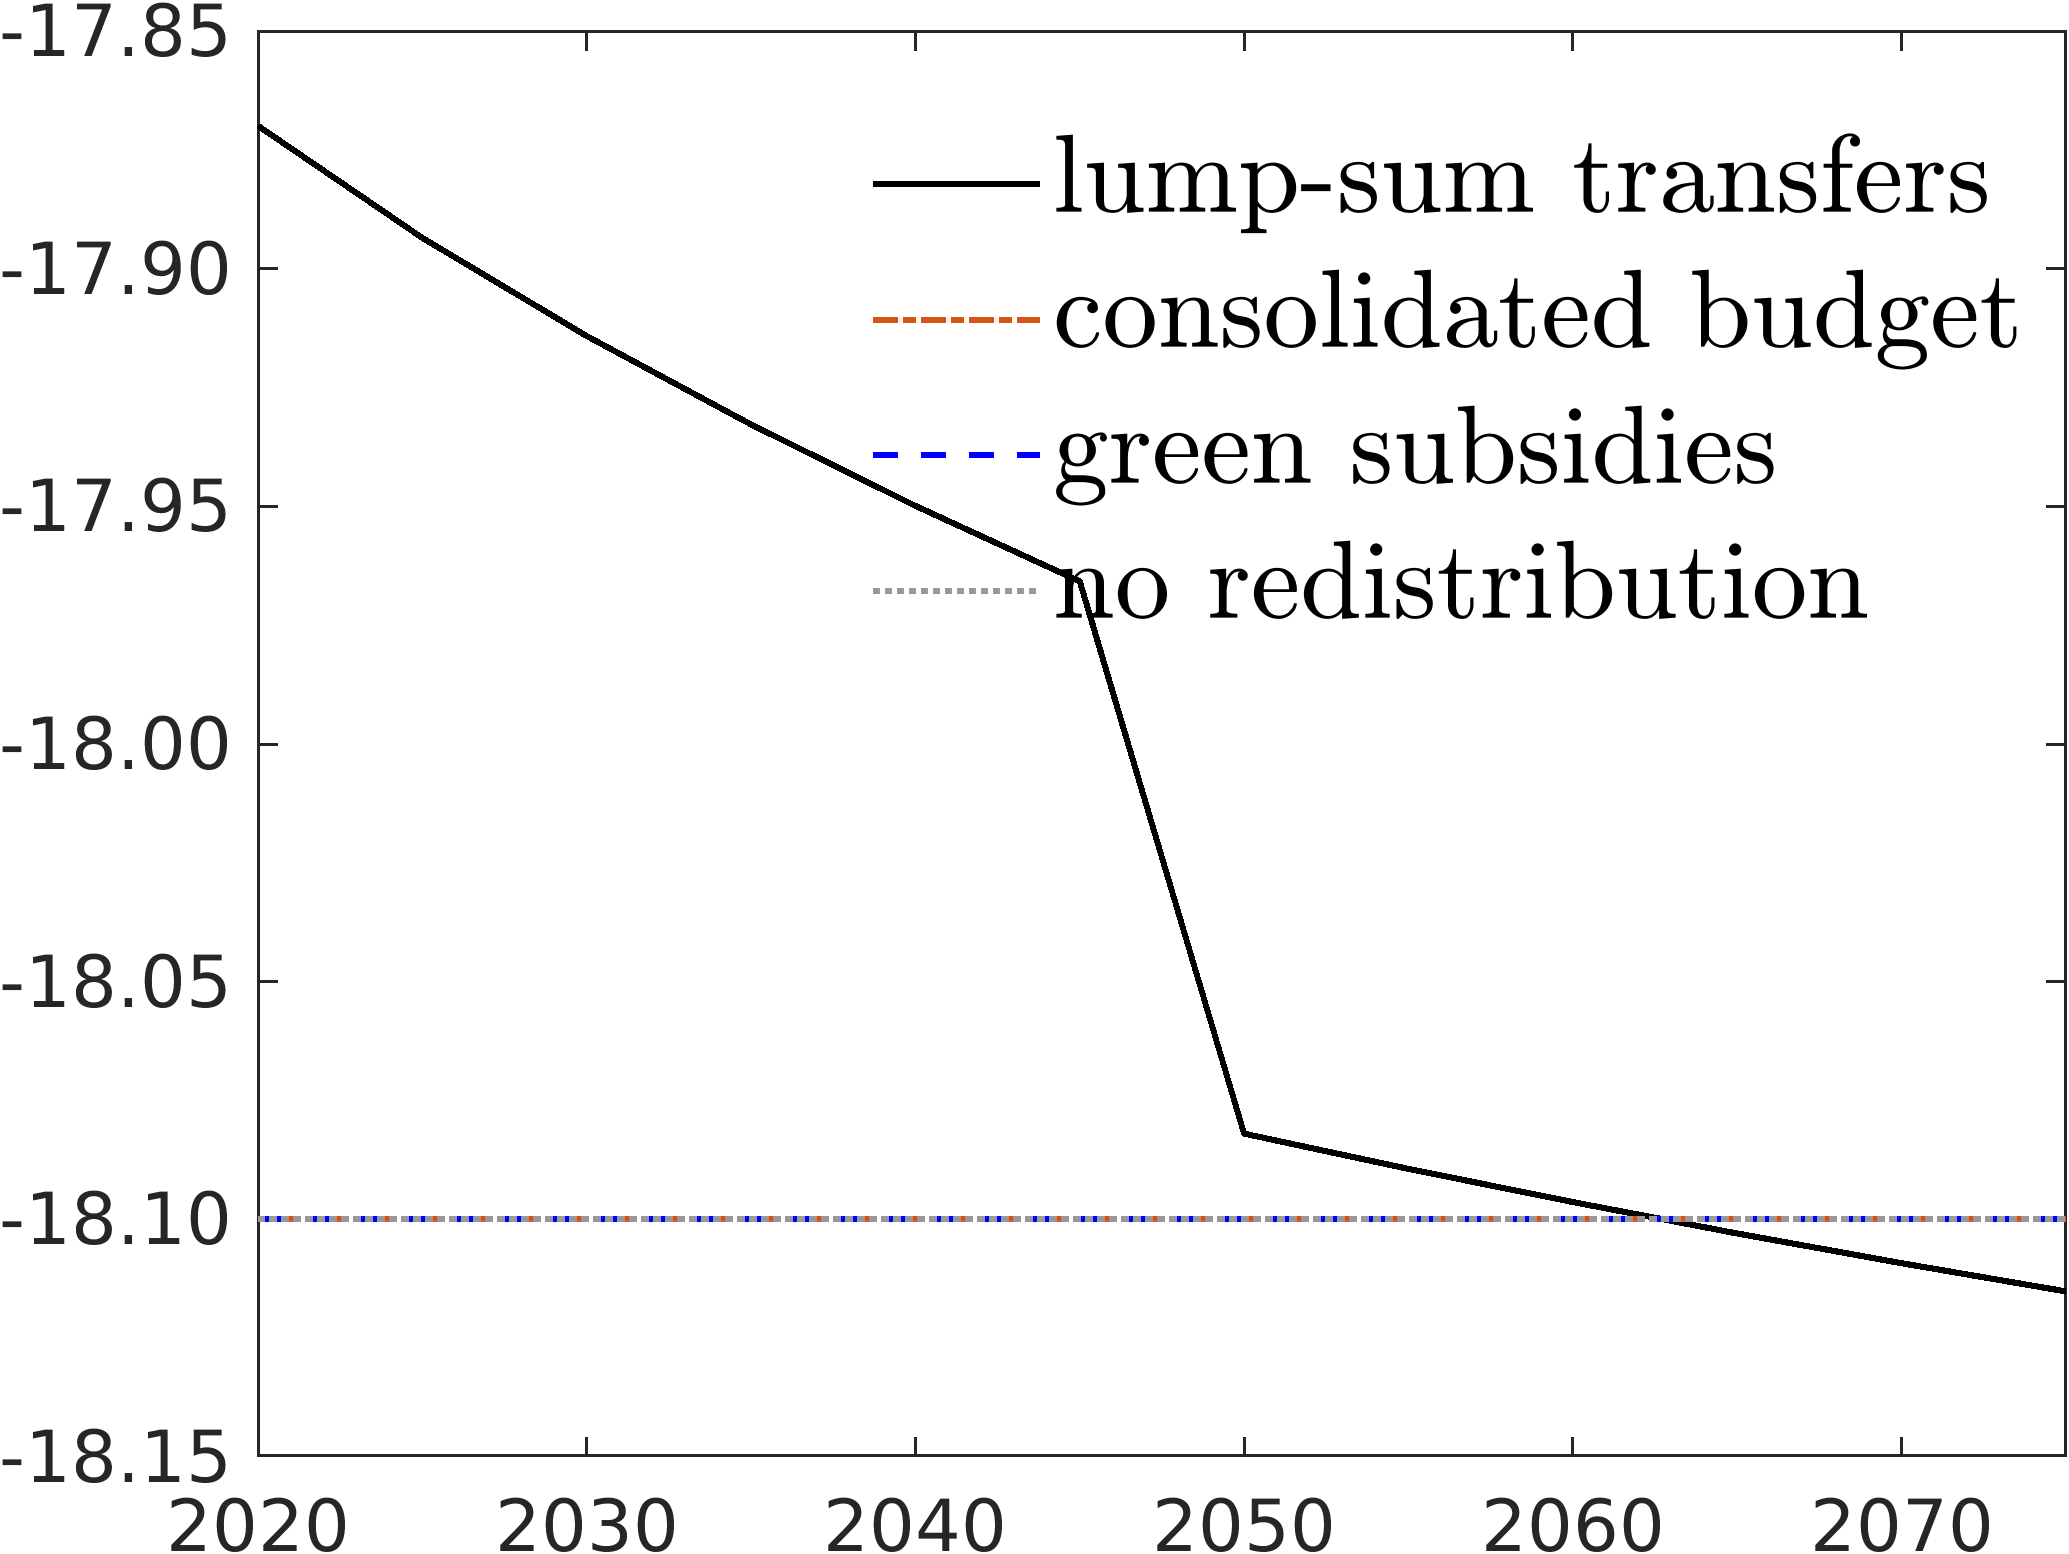 -17.85
-17.90
-17.95
-18.00
-18.05
-18.10
-18.15
2020 2030 2040 2050 2060 2070
lump-sum transfers
consolidated budget
green subsidies
no redistribution